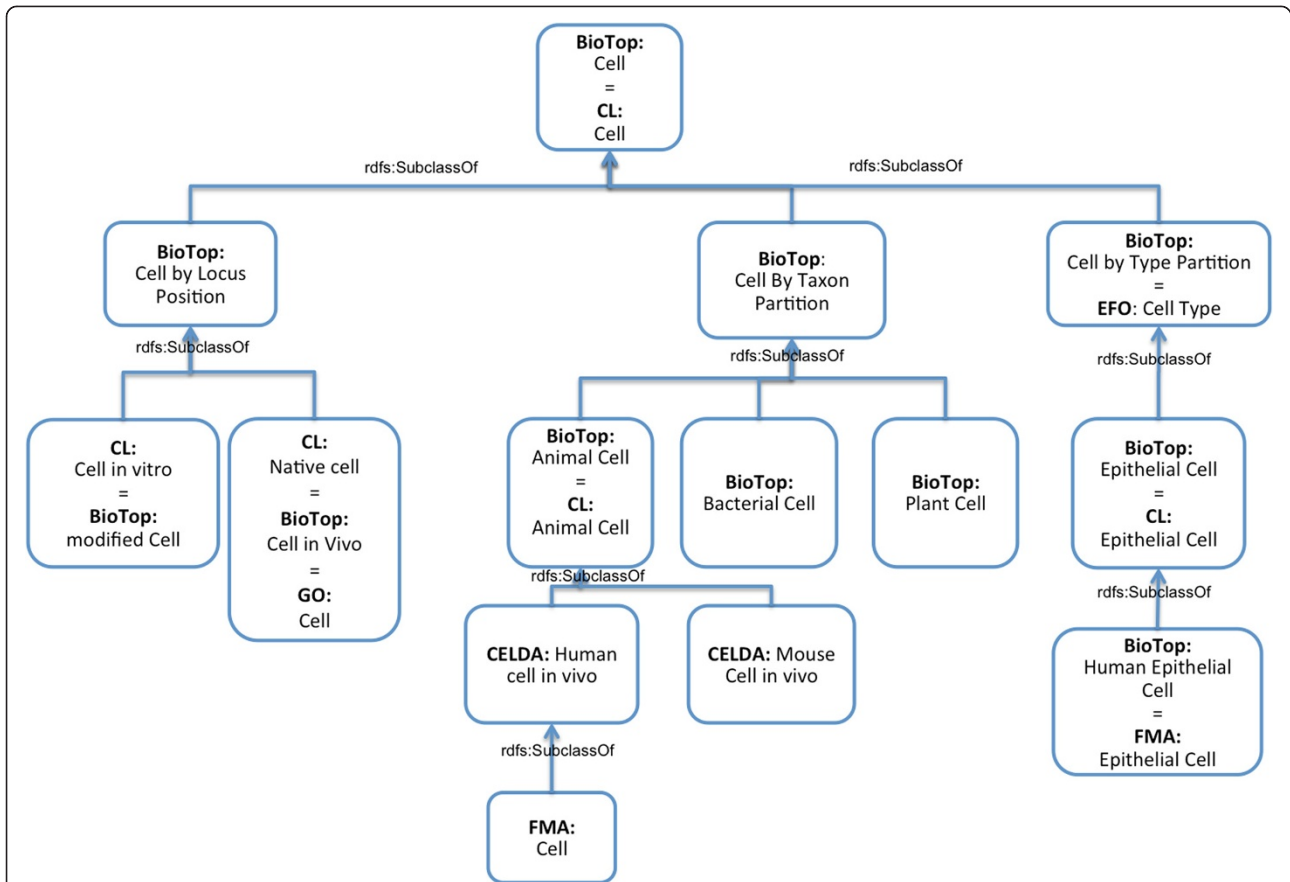 BioTop:
Cell
=
CL:
Cell
rdfs:SubclassOf
rdfs:SubclassOf
BioTop:
Cell by Locus
Position
BioTop:
Cell By Taxon
Partition
BioTop:
Cell by Type Partition
=
EFO: Cell Type
rdfs:SubclassOf
rdfs:SubclassOf
rdfs:SubclassOf
CL:
Cell in vitro
=
BioTop:
modified Cell
CL:
Native cell
=
BioTop:
Cell in Vivo
=
GO:
Cell
BioTop:
Animal Cell
=
CL:
Animal Cell
BioTop:
Bacterial Cell
BioTop:
Plant Cell
BioTop:
Epithelial Cell
=
CL:
Epithelial Cell
rdfs:SubclassOf
rdfs:SubclassOf
CELDA: Human
cell in vivo
CELDA: Mouse
Cell in vivo
BioTop:
Human Epithelial
Cell
=
FMA:
Epithelial Cell
rdfs:SubclassOf
FMA:
Cell